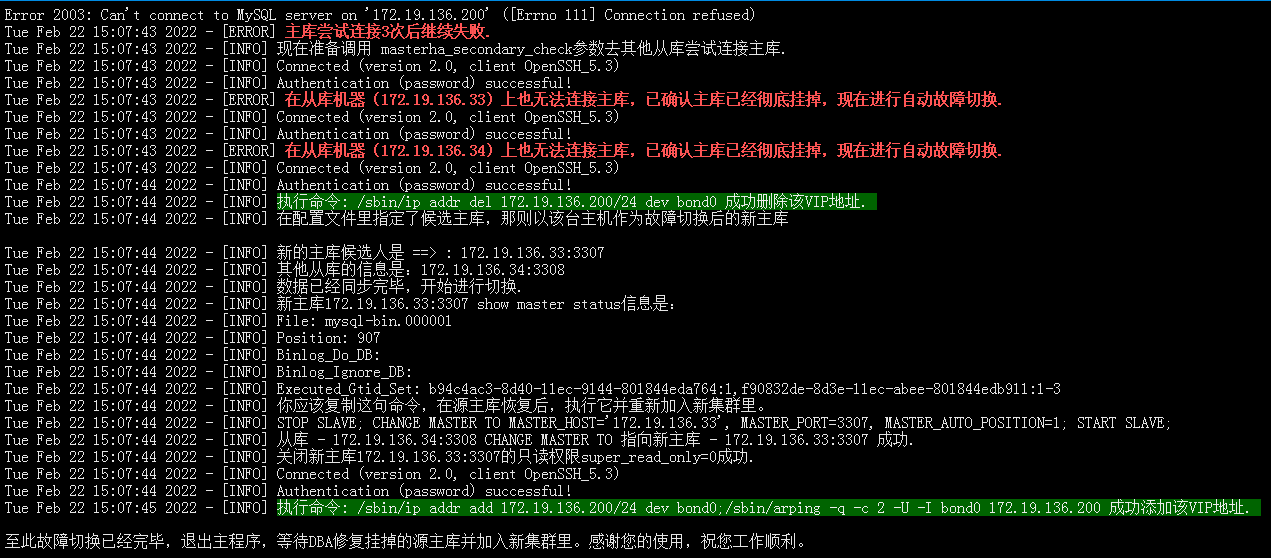 Error 2003: Can't connect to MySQL server on '172.19.136.200' ([Errno 111] Connection refused)
Tue Feb 22 15:07:43 2022 - [ERROR] 主库尝试连接3次后继续失败.
Tue Feb 22 15:07:43 2022 - [INFO] 现在准备调用 masterha_secondary_check参数去其他从库尝试连接主库.
Tue Feb 22 15:07:43 2022 - [INFO] Connected (version 2.0, client OpenSSH_5.3)
Tue Feb 22 15:07:43 2022 - [INFO] Authentication (password) successful!
Tue Feb 22 15:07:43 2022 - [ERROR] 在从库机器（172.19.136.33）上也无法连接主库，已确认主库已经彻底挂掉，现在进行自动故障切换.
Tue Feb 22 15:07:43 2022 - [INFO] Connected (version 2.0, client OpenSSH_5.3)
Tue Feb 22 15:07:43 2022 - [INFO] Authentication (password) successful!
Tue Feb 22 15:07:43 2022 - [ERROR] 在从库机器（172.19.136.34）上也无法连接主库，已确认主库已经彻底挂掉，现在进行自动故障切换.
Tue Feb 22 15:07:44 2022 - [INFO] Connected (version 2.0, client OpenSSH_5.3)
Tue Feb 22 15:07:44 2022 - [INFO] Authentication (password) successful!
Tue Feb 22 15:07:44 2022 - [INFO] 执行命令: /sbin/ip addr del 172.19.136.200/24 dev bond0 成功删除该VIP地址.
Tue Feb 22 15:07:44 2022 - [INFO] 在配置文件里指定了候选主库，那则以该台主机作为故障切换后的新主库
Tue Feb 22 15:07:44 2022 - [INFO] 新的主库候选人是 ==> : 172.19.136.33:3307
Tue Feb 22 15:07:44 2022 - [INFO] 其他从库的信息是：172.19.136.34:3308
Tue Feb 22 15:07:44 2022 - [INFO] 数据已经同步完毕，开始进行切换.
Tue Feb 22 15:07:44 2022 - [INFO] 新主库172.19.136.33:3307 show master status信息是：
Tue Feb 22 15:07:44 2022 - [INFO] File: mysql-bin.000001
Tue Feb 22 15:07:44 2022 - [INFO] Position: 907
Tue Feb 22 15:07:44 2022 - [INFO] Binlog_Do_DB:
Tue Feb 22 15:07:44 2022 - [INFO] Binlog_Ignore_DB:
Tue Feb 22 15:07:44 2022 - [INFO] Executed_Gtid_Set: b94c4ac3-8d40-11ec-9144-801844eda764:1,f90832de-8d3e-11ec-abee-801844edb911:1-3
Tue Feb 22 15:07:44 2022 - [INFO] 你应该复制这句命令，在源主库恢复后，执行它并重新加入新集群里。
Tue Feb 22 15:07:44 2022 - [INFO] STOP SLAVE; CHANGE MASTER TO MASTER_HOST='172.19.136.33', MASTER_PORT=3307, MASTER_AUTO_POSITION=1; START SLAVE;
Tue Feb 22 15:07:44 2022 - [INFO] 从库 - 172.19.136.34:3308 CHANGE MASTER TO 指向新主库 - 172.19.136.33:3307 成功.
Tue Feb 22 15:07:44 2022 - [INFO] 关闭新主库172.19.136.33:3307的只读权限super_read_only=0成功.
Tue Feb 22 15:07:44 2022 - [INFO] Connected (version 2.0, client OpenSSH_5.3)
Tue Feb 22 15:07:44 2022 - [INFO] Authentication (password) successful!
Tue Feb 22 15:07:45 2022 - [INFO] 执行命令: /sbin/ip addr add 172.19.136.200/24 dev bond0;/sbin/arping -q -c 2 -U -I bond0 172.19.136.200 成功添加该VIP地址.
至此故障切换已经完毕，退出主程序，等待DBA修复挂掉的源主库并加入新集群里。感谢您的使用，祝您工作顺利。